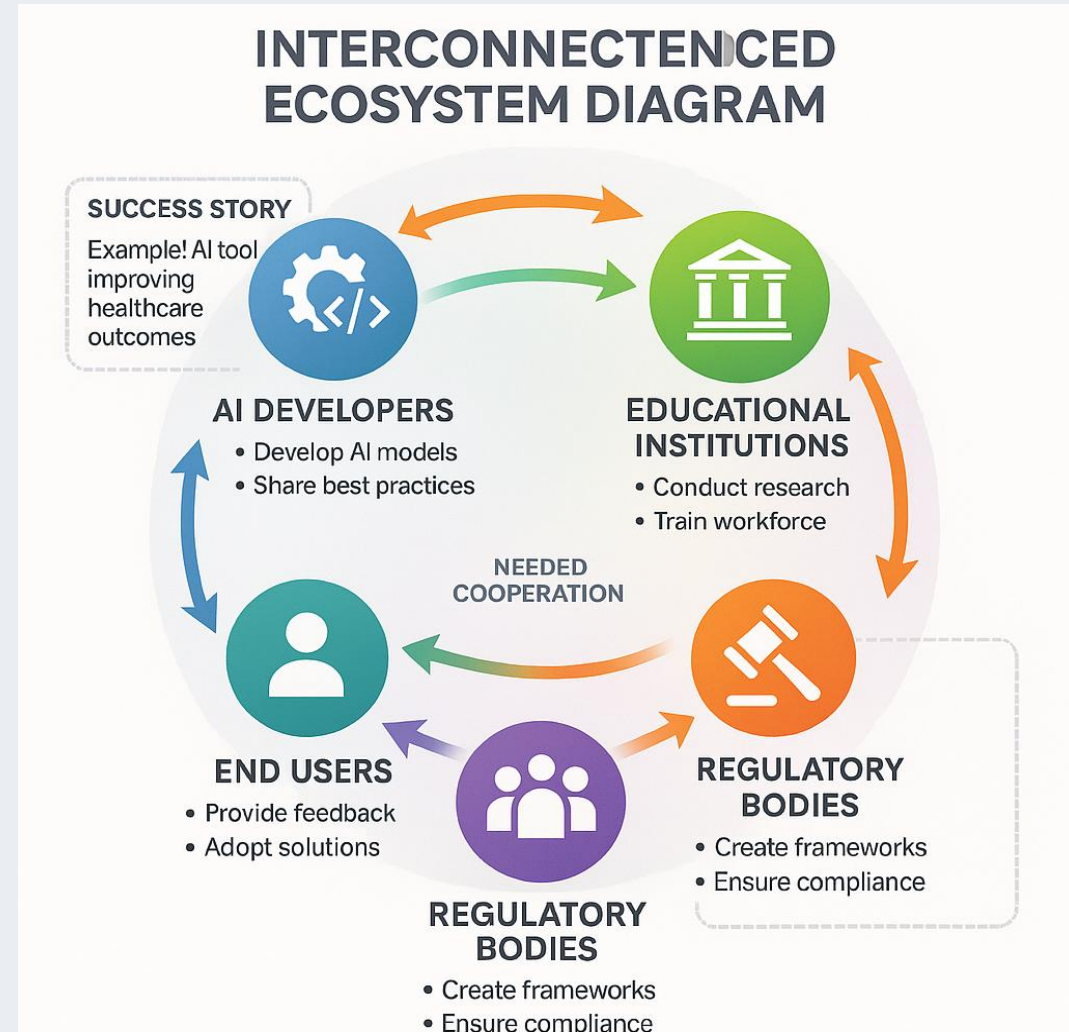 INTERCONNECTENCED
ECOSYSTEM DIAGRAM
SUCCESS STORY
Example! AI tool
improving
healthcare
outcomes
</>
AI DEVELOPERS
• Develop AI models
• Share best practices
EDUCATIONAL
INSTITUTIONS
• Conduct research
• Train workforce
NEEDED
COOPERATION
END USERS
• Provide feedback
• Adopt solutions
REGULATORY
BODIES
• Create frameworks
• Ensure compliance
REGULATORY
BODIES
• Create frameworks
• Ensure compliance